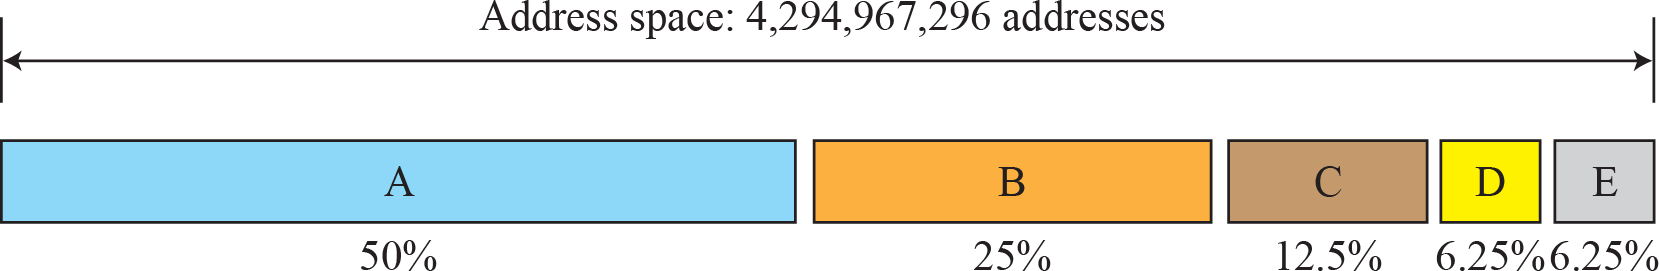 Address space: 4,294,967,296 addresses
A B C D E
50% 25% 12.5% 6.25% 6.25%